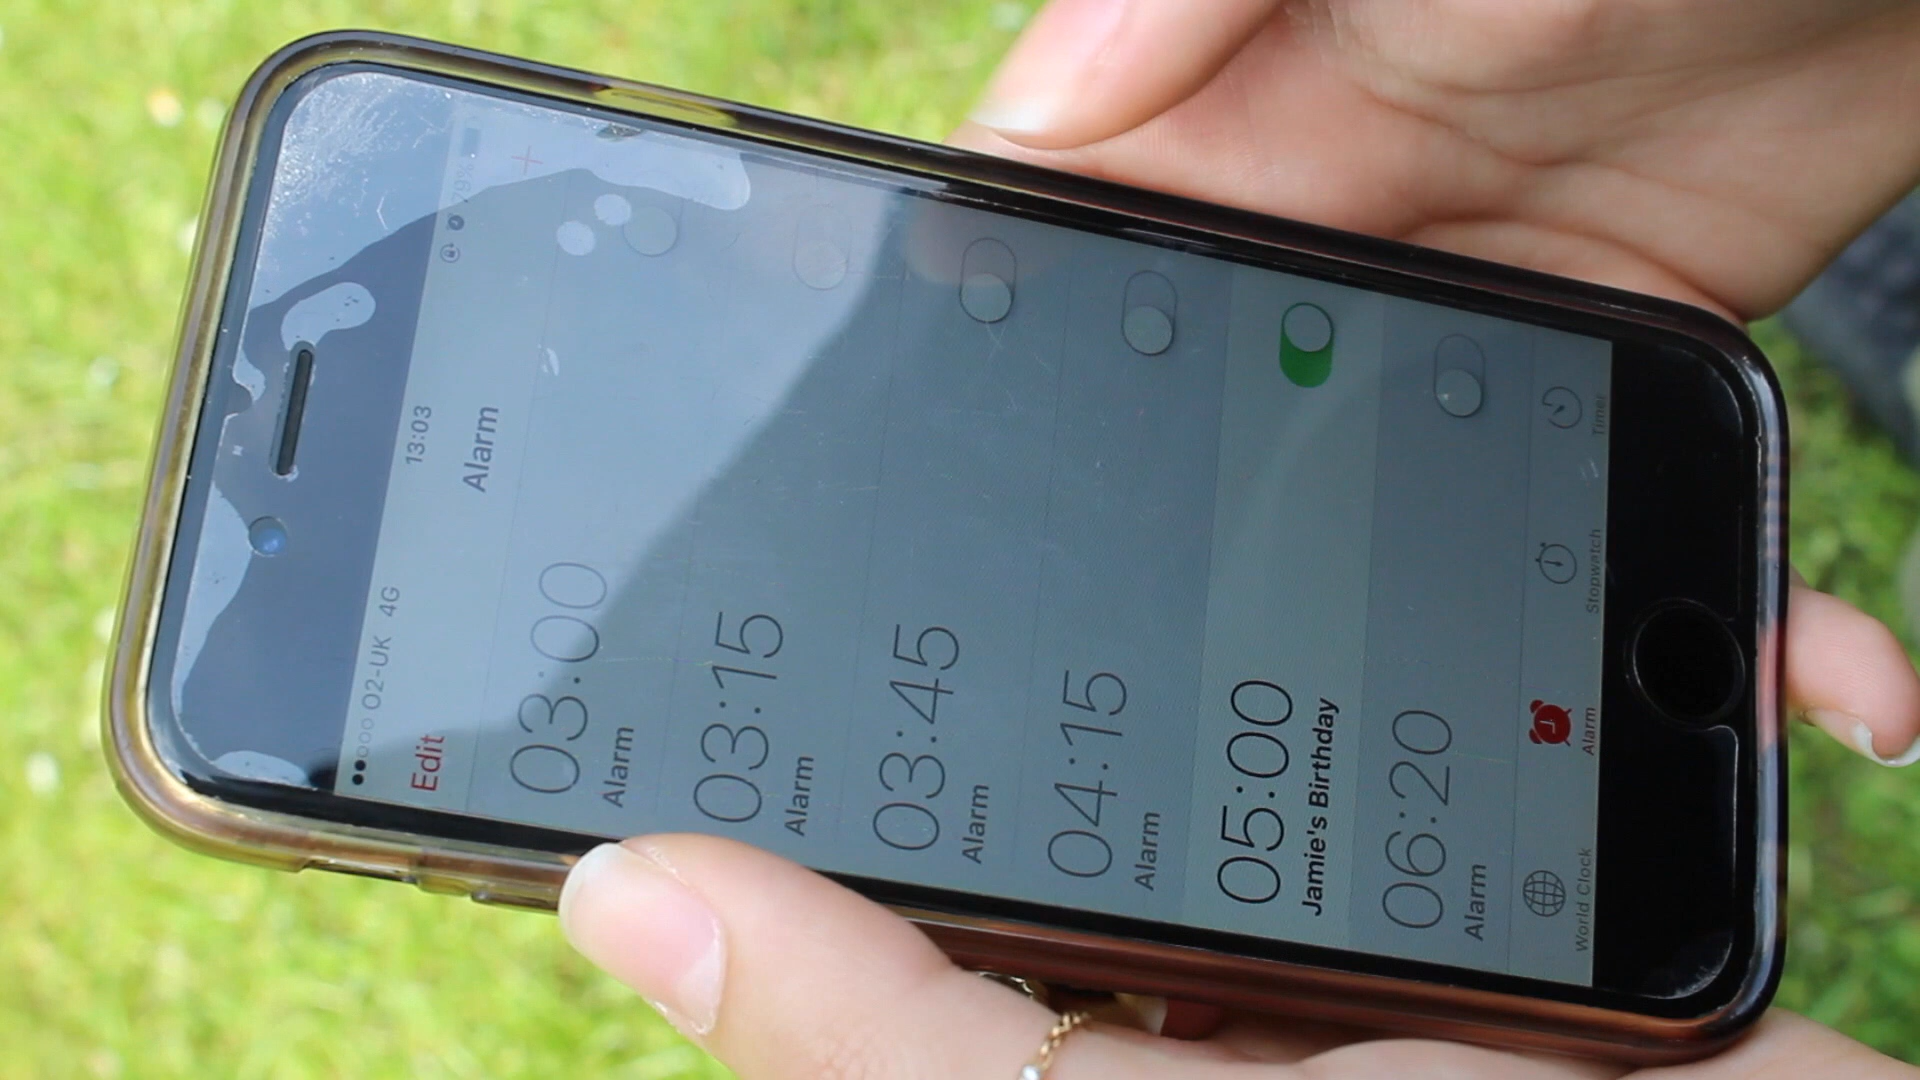 ●●○○○ O2-UK 4G 13:03 79%
Edit Alarm +
03:00
Alarm
03:15
Alarm
03:45
Alarm
04:15
Alarm
05:00
Jamie's Birthday
06:20
Alarm
World Clock Alarm Stopwatch Timer